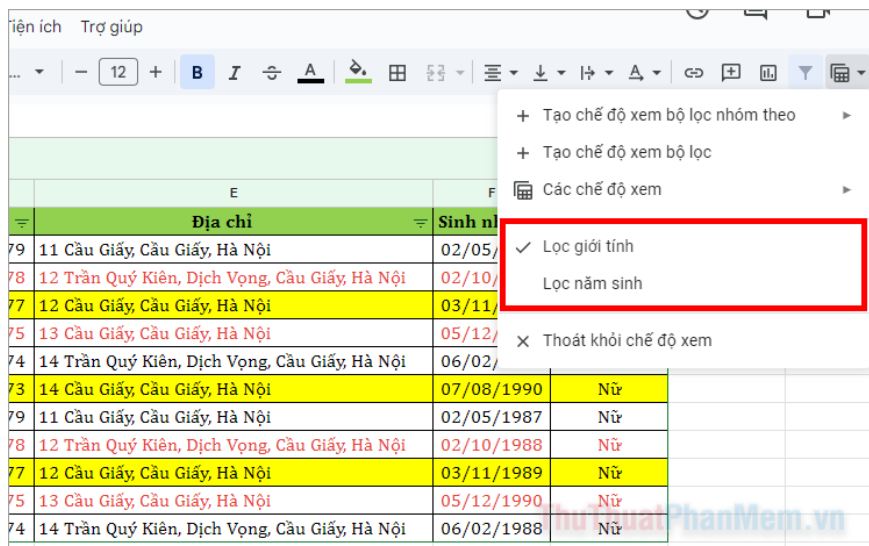 Tiện ích Trợ giúp
... 12 B I A A
Tạo chế độ xem bộ lọc nhóm theo
Tạo chế độ xem bộ lọc
Các chế độ xem
Lọc giới tính
Lọc năm sinh
Thoát khỏi chế độ xem
E F
Địa chỉ
79 11 Cầu Giấy, Cầu Giấy, Hà Nội 02/05/
78 12 Trần Quý Kiên, Dịch Vọng, Cầu Giấy, Hà Nội 02/10/
77 12 Cầu Giấy, Cầu Giấy, Hà Nội 03/11/
75 13 Cầu Giấy, Cầu Giấy, Hà Nội 05/12/
74 14 Trần Quý Kiên, Dịch Vọng, Cầu Giấy, Hà Nội 06/02/
73 14 Cầu Giấy, Cầu Giấy, Hà Nội 07/08/1990 Nữ
79 11 Cầu Giấy, Cầu Giấy, Hà Nội 02/05/1987 Nữ
78 12 Trần Quý Kiên, Dịch Vọng, Cầu Giấy, Hà Nội 02/10/1988 Nữ
77 12 Cầu Giấy, Cầu Giấy, Hà Nội 03/11/1989 Nữ
75 13 Cầu Giấy, Cầu Giấy, Hà Nội 05/12/1990 Nữ
74 14 Trần Quý Kiên, Dịch Vọng, Cầu Giấy, Hà Nội 06/02/1988 Nữ
ThuThuatPhanMem.vn